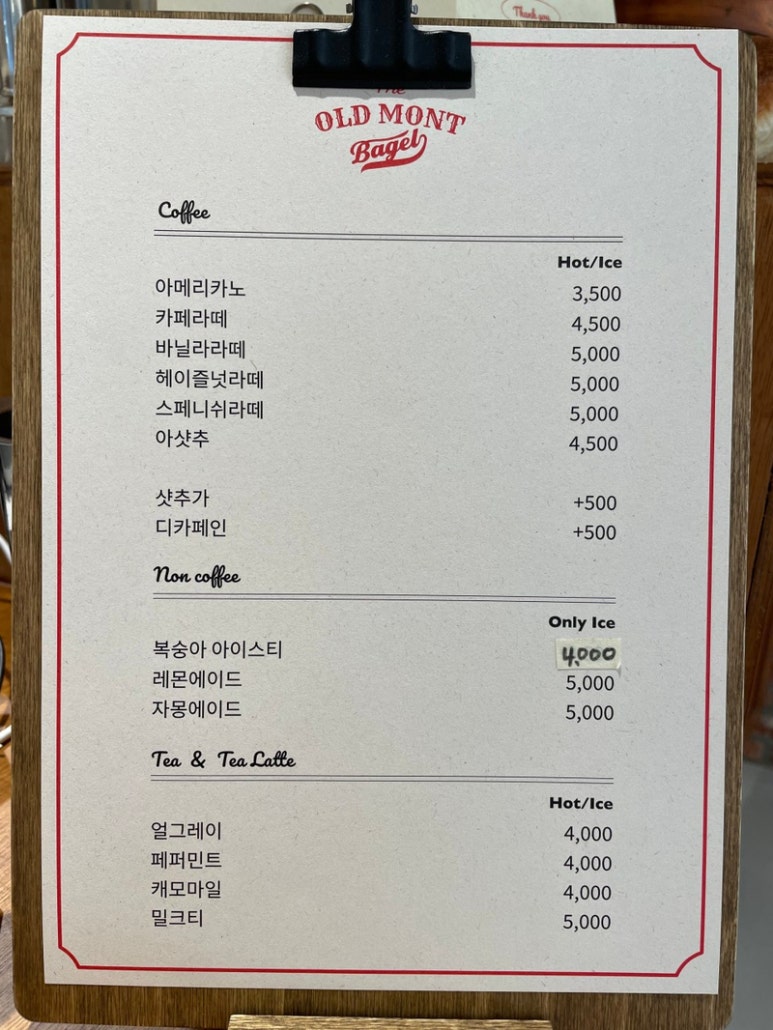 Thank you
The
OLD MONT
Bagel
Coffee
Hot/Ice
아메리카노 3,500
카페라떼 4,500
바닐라라떼 5,000
헤이즐넛라떼 5,000
스페니쉬라떼 5,000
아샷추 4,500
샷추가 +500
디카페인 +500
Non coffee
Only Ice
복숭아 아이스티 4,000
레몬에이드 5,000
자몽에이드 5,000
Tea & Tea Latte
Hot/Ice
얼그레이 4,000
페퍼민트 4,000
캐모마일 4,000
밀크티 5,000